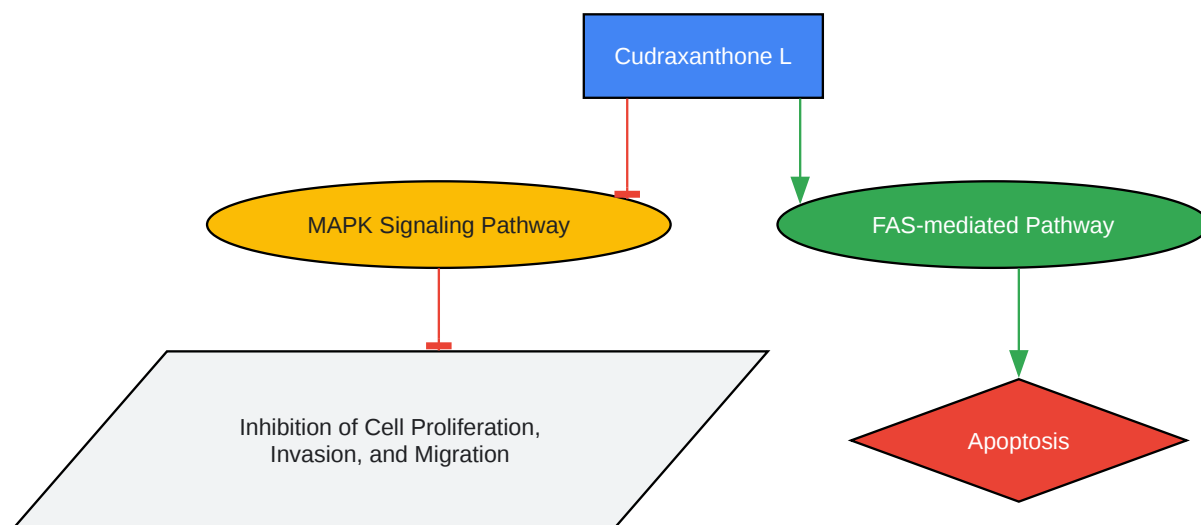 Cudraxanthone L
MAPK Signaling Pathway
FAS-mediated Pathway
Inhibition of Cell Proliferation,
Invasion, and Migration
Apoptosis